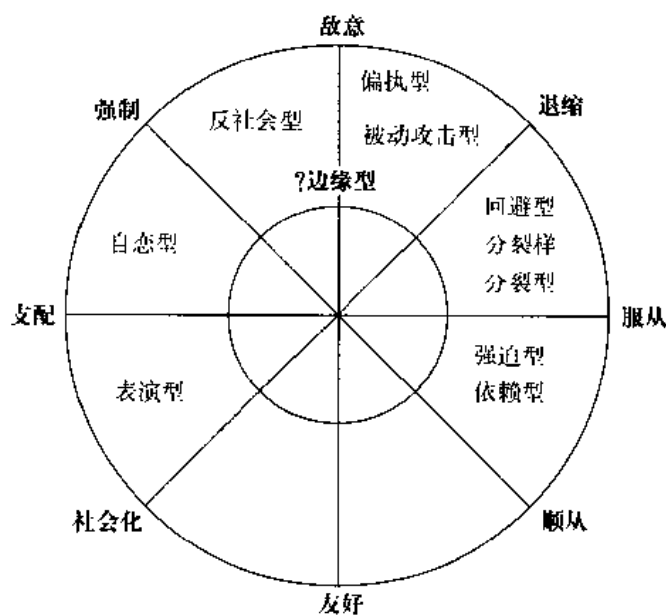 敌意
偏执型
强制
退缩
反社会型
被动攻击型
?边缘型
回避型
自恋型
分裂样
分裂型
支配
服从
强迫型
表演型
依赖型
社会化
顺从
友好